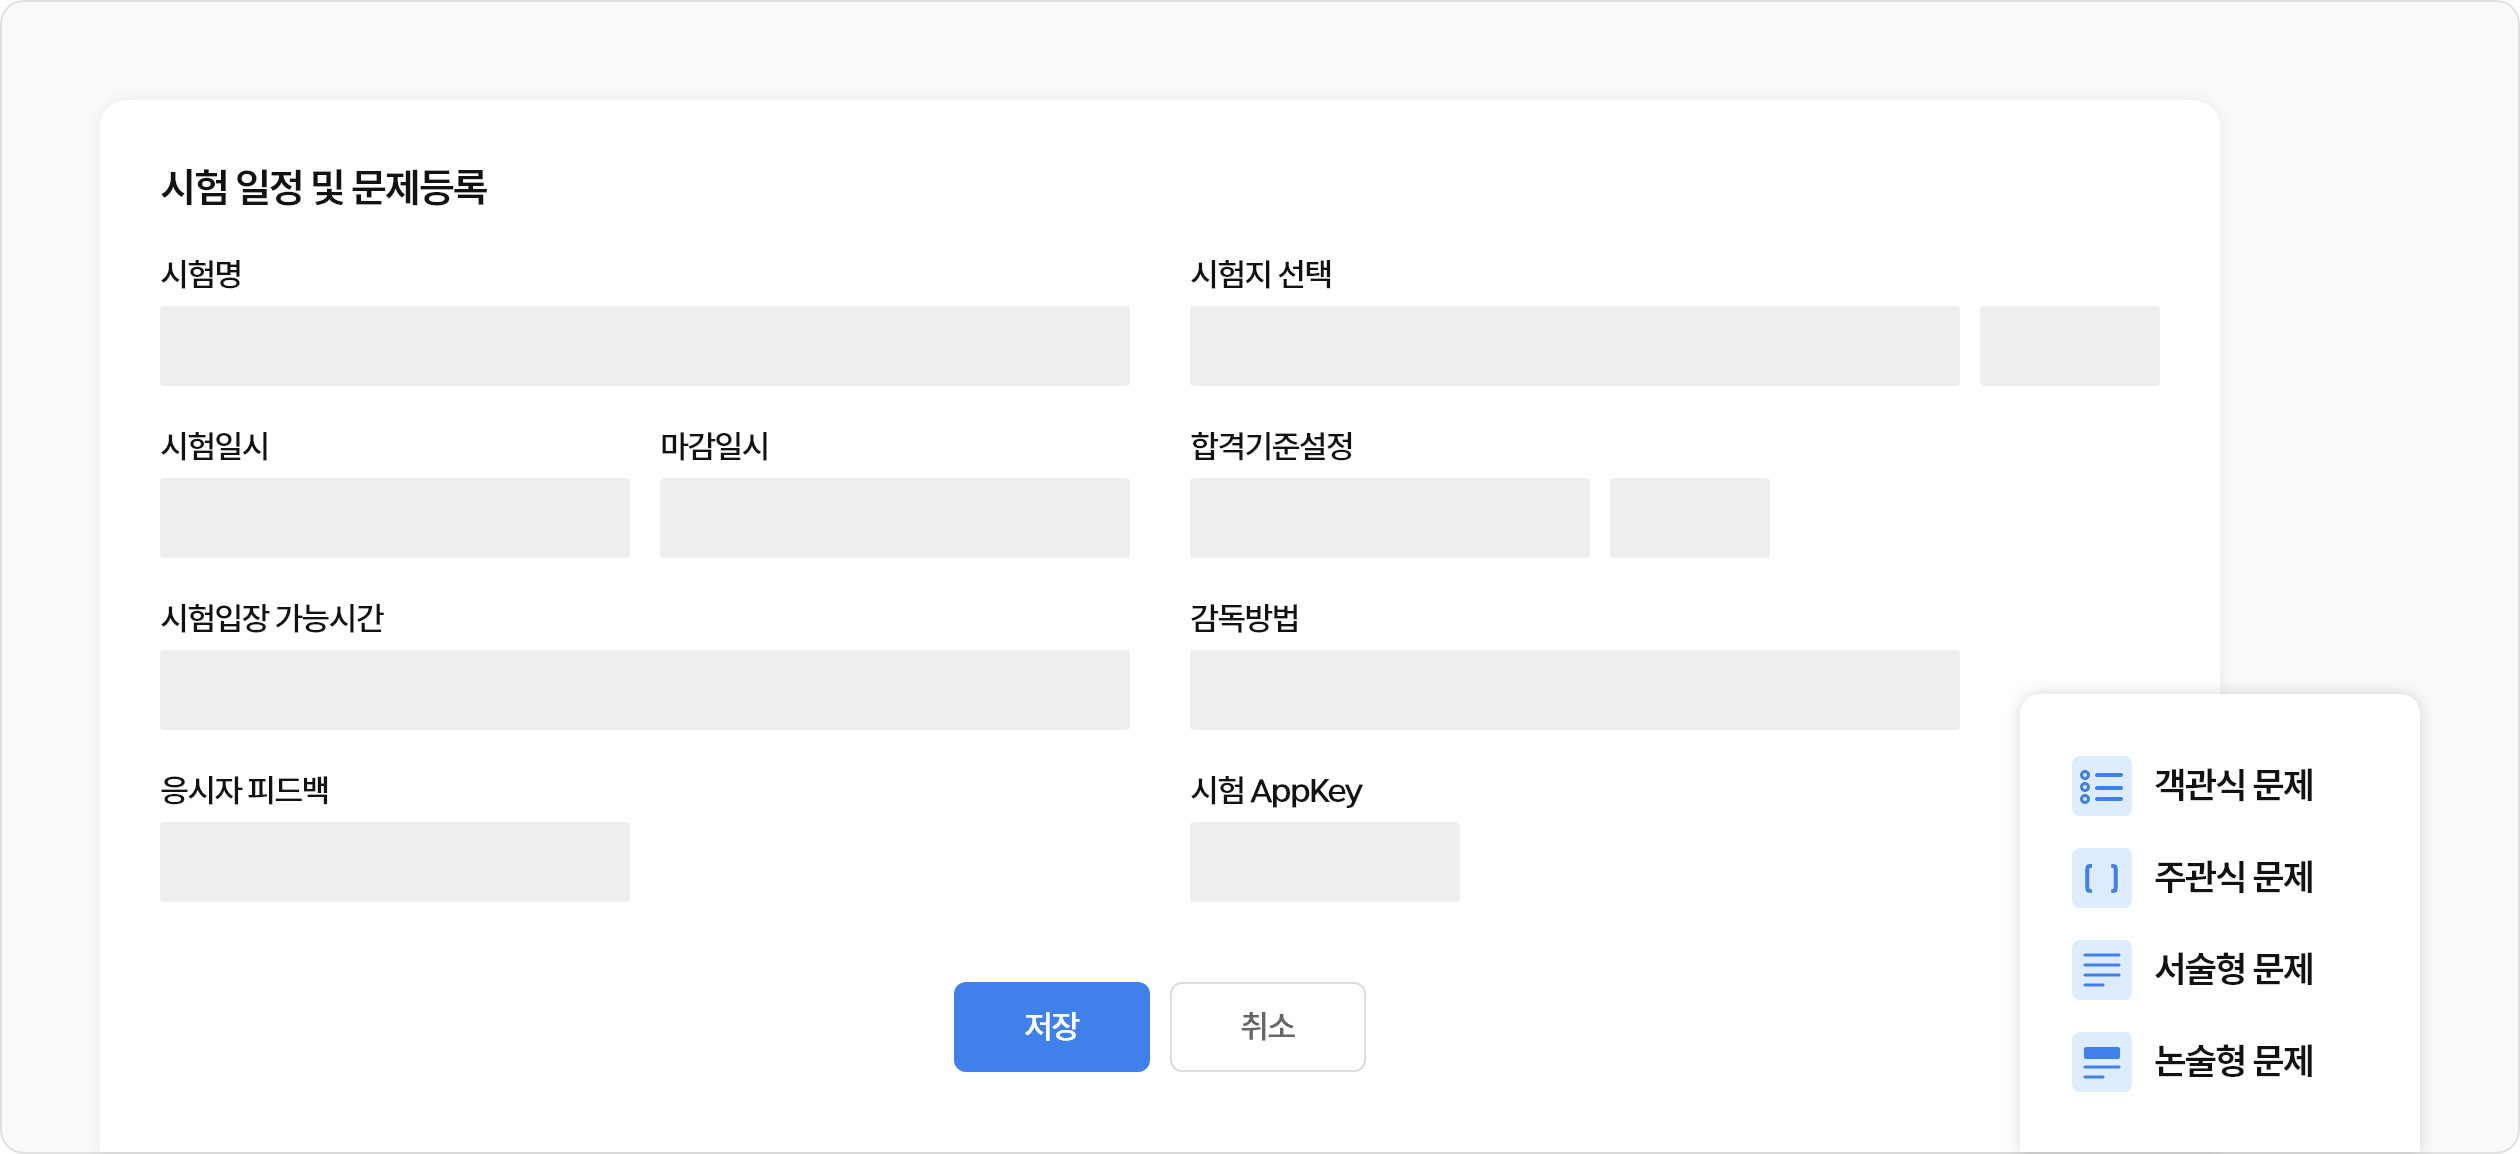 시험 일정 및 문제등록
시험명
시험지 선택
시험일시
마감일시
합격기준설정
시험입장 가능시간
감독방법
응시자 피드백
시험 AppKey
저장
취소
객관식 문제
주관식 문제
서술형 문제
논술형 문제